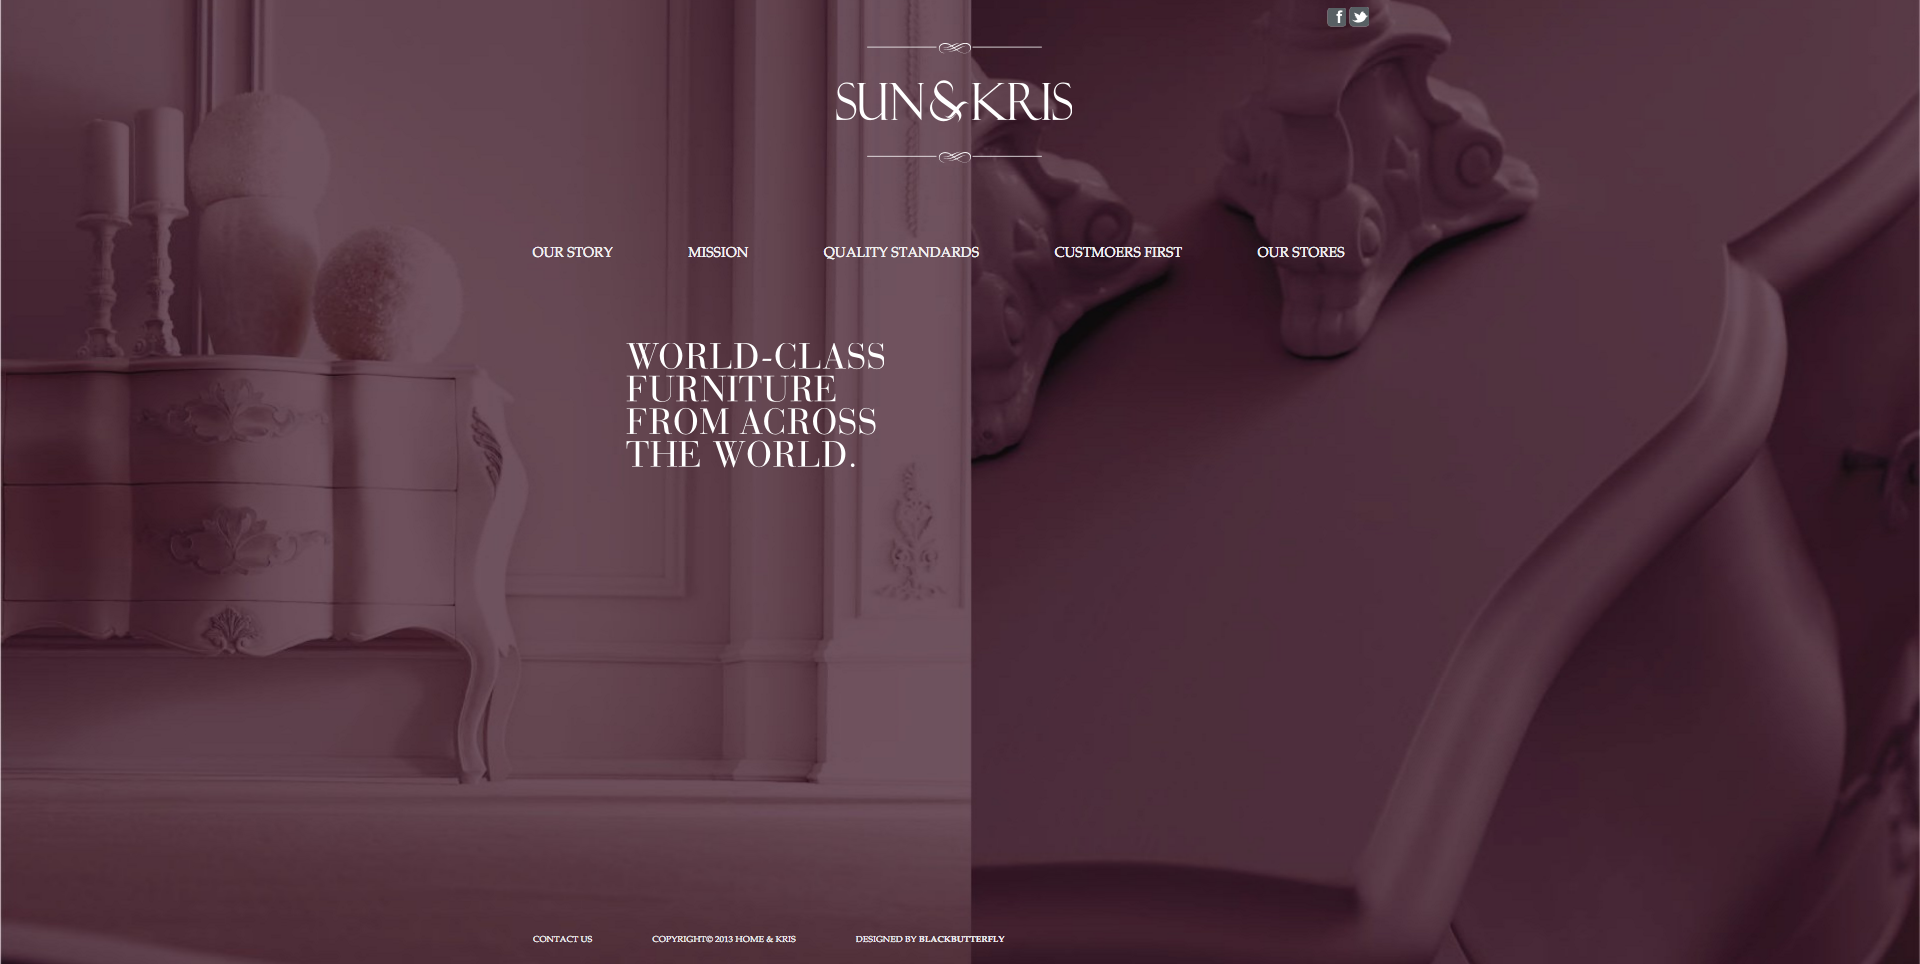 SUN&KRIS
OUR STORY MISSION QUALITY STANDARDS CUSTMOERS FIRST OUR STORES
WORLD-CLASS
FURNITURE
FROM ACROSS
THE WORLD.
CONTACT US COPYRIGHT© 2013 HOME & KRIS DESIGNED BY BLACKBUTTERFLY